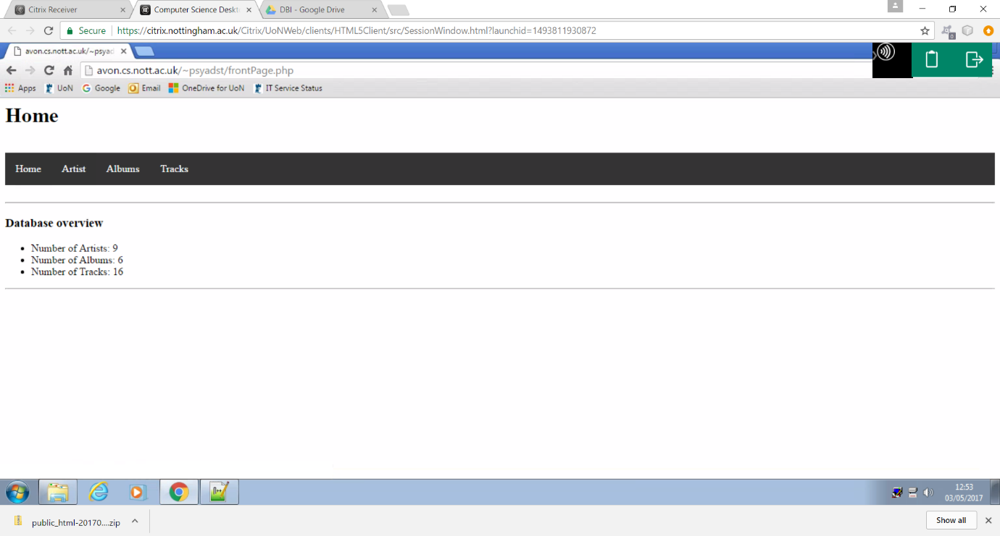 Citrix Receiver
Computer Science Deskt
DBI - Google Drive
Secure
https://citrix.nottingham.ac.uk/Citrix/UoNWeb/clients/HTML5Client/src/SessionWindow.html?launchid=1493811930872
0
avon.cs.nott.ac.uk/~psyad
avon.cs.nott.ac.uk/~psyadst/frontPage.php
Apps UoN Google Email OneDrive for UoN IT Service Status
Home
Home Artist Albums Tracks
Database overview
• Number of Artists: 9
• Number of Albums: 6
• Number of Tracks: 16
12:53
03/05/2017
public_html-20170....zip
Show all